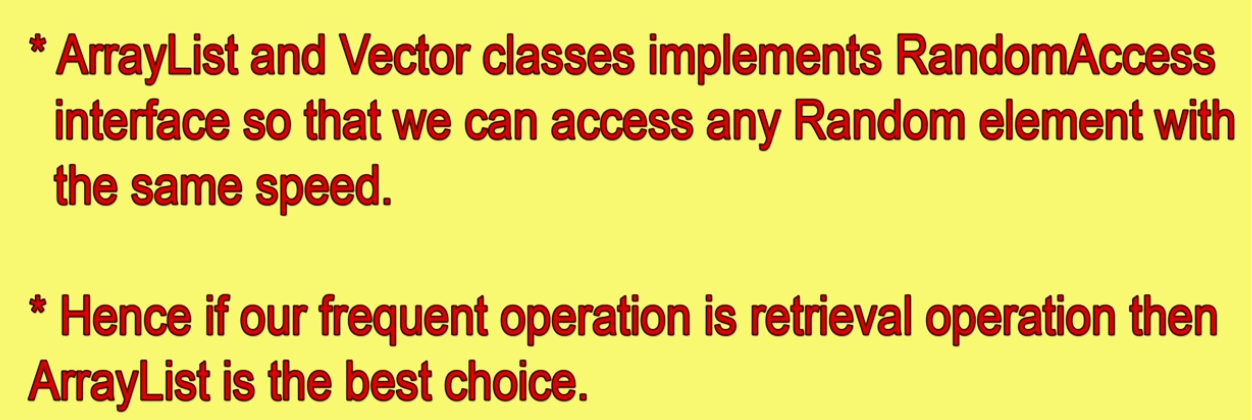 * ArrayList and Vector classes implements RandomAccess
interface so that we can access any Random element with
the same speed.
* Hence if our frequent operation is retrieval operation then
ArrayList is the best choice.